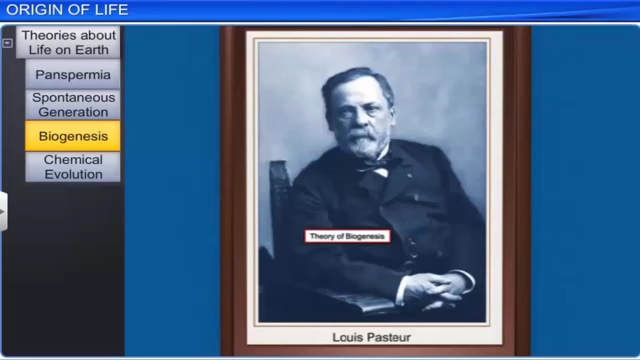 ORIGIN OF LIFE
Theories about
Life on Earth
Panspermia
Spontaneous
Generation
Biogenesis
Chemical
Evolution
Theory of Biogenesis
Louis Pasteur